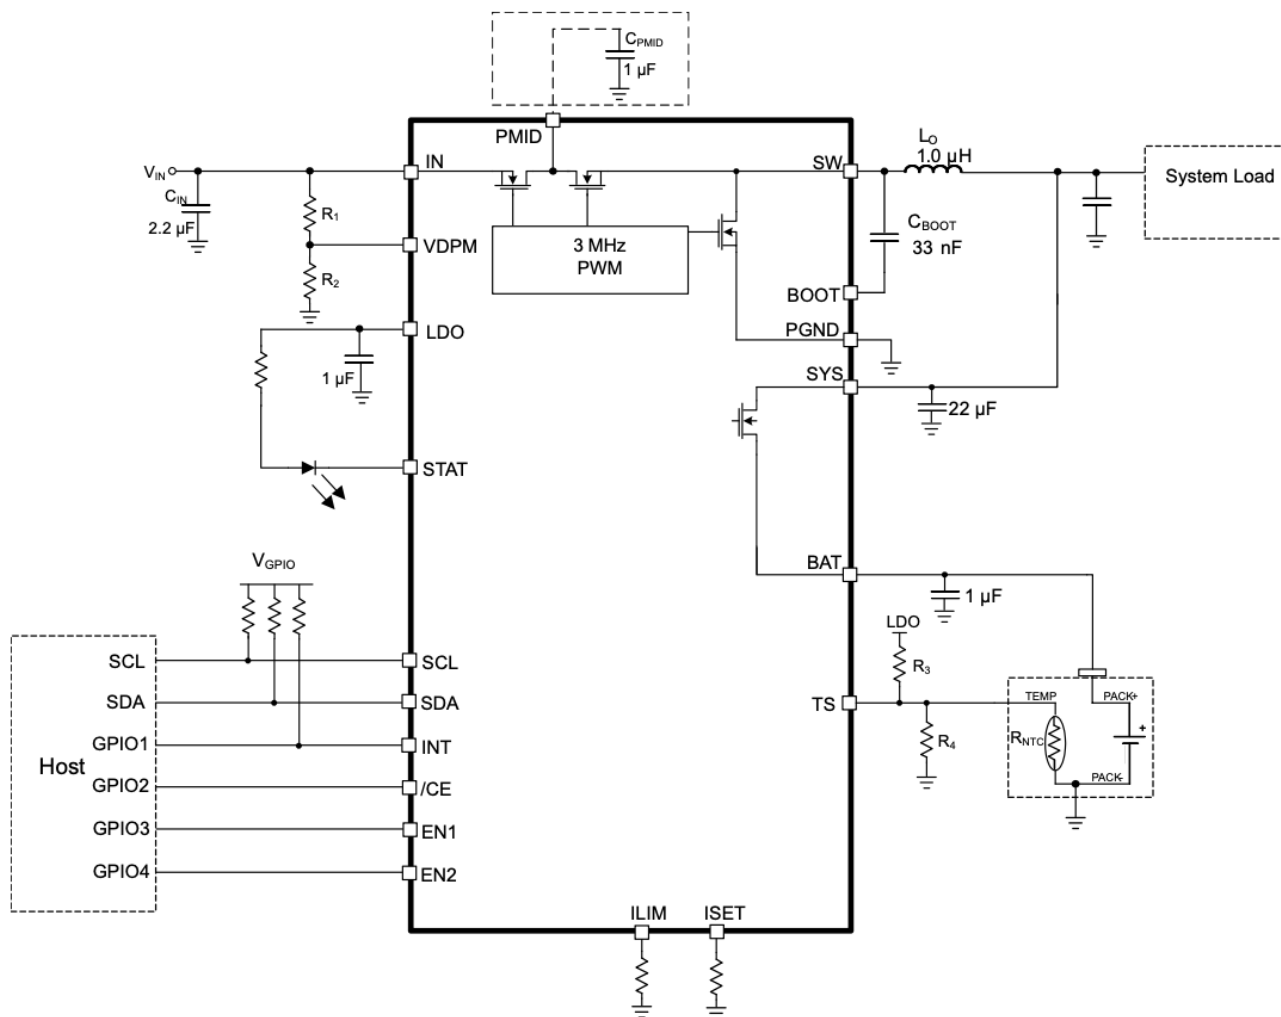 CPMID
1 µF
PMID
LO
1.0 µH
IN
SW
VIN
System Load
CIN
2.2 µF
R1
CBOOT
33 nF
VDPM
3 MHz
PWM
R2
BOOT
LDO
PGND
1 µF
SYS
22 µF
STAT
VGPIO
BAT
1 µF
LDO
SCL
SCL
R3
SDA
SDA
TS
TEMP
PACK+
+
GPIO1
INT
R4
RNTC
Host
GPIO2
/CE
PACK-
GPIO3
EN1
GPIO4
EN2
ILIM
ISET